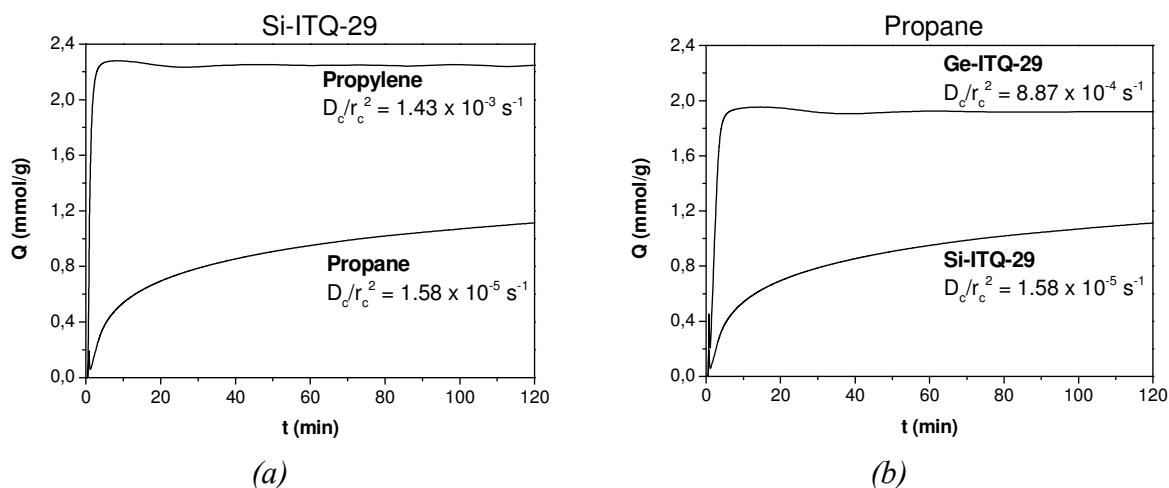 Si-ITQ-29
2,4
2,0
1,6
1,2
0,8
0,4
0,0
Q (mmol/g)
Propylene
D_c/r_c^2 = 1.43 x 10^-3 s^-1
Propane
D_c/r_c^2 = 1.58 x 10^-5 s^-1
0 20 40 60 80 100 120
t (min)
(a)
Propane
2,4
2,0
1,6
1,2
0,8
0,4
0,0
Q (mmol/g)
Ge-ITQ-29
D_c/r_c^2 = 8.87 x 10^-4 s^-1
Si-ITQ-29
D_c/r_c^2 = 1.58 x 10^-5 s^-1
0 20 40 60 80 100 120
t (min)
(b)